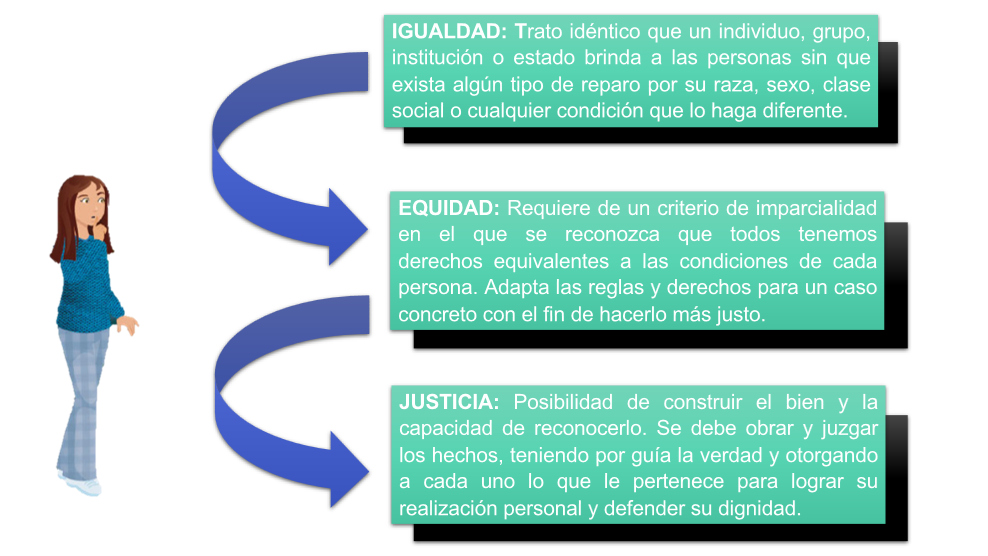 IGUALDAD: Trato idéntico que un individuo, grupo,
institución o estado brinda a las personas sin que
exista algún tipo de reparo por su raza, sexo, clase
social o cualquier condición que lo haga diferente.
EQUIDAD: Requiere de un criterio de imparcialidad
en el que se reconozca que todos tenemos
derechos equivalentes a las condiciones de cada
persona. Adapta las reglas y derechos para un caso
concreto con el fin de hacerlo más justo.
JUSTICIA: Posibilidad de construir el bien y la
capacidad de reconocerlo. Se debe obrar y juzgar
los hechos, teniendo por guía la verdad y otorgando
a cada uno lo que le pertenece para lograr su
realización personal y defender su dignidad.